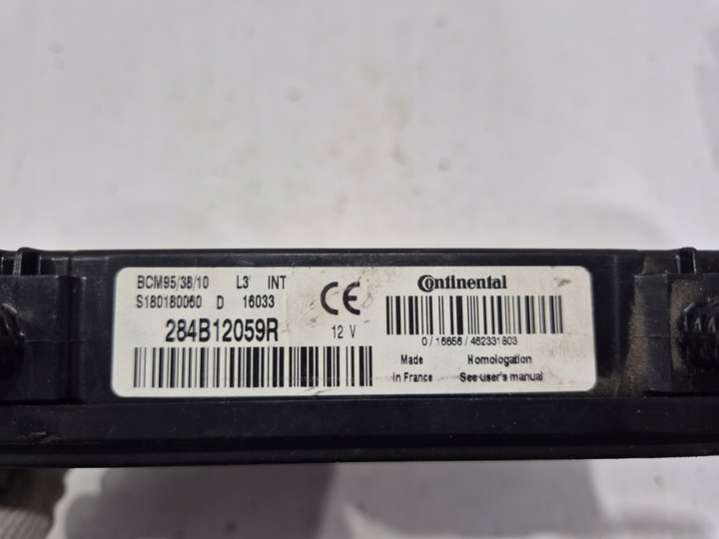 BCM95/38/10 L3 INT
S180180060 D 16033
284B12059R
12 V
CE
Continental
0/16656/462331803
Made Homologation
in France See user's manual